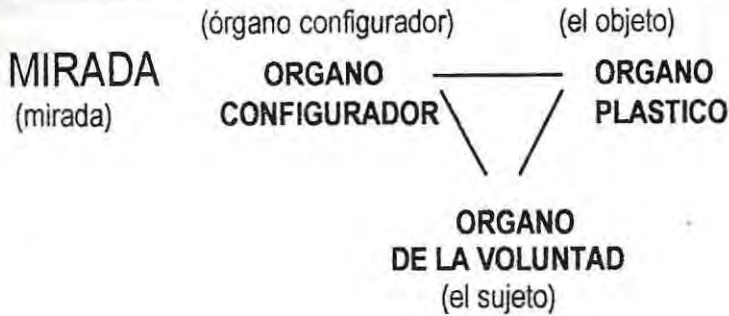 (órgano configurador) (el objeto)
MIRADA ORGANO ORGANO
(mirada) CONFIGURADOR PLASTICO
ORGANO
DE LA VOLUNTAD
(el sujeto)